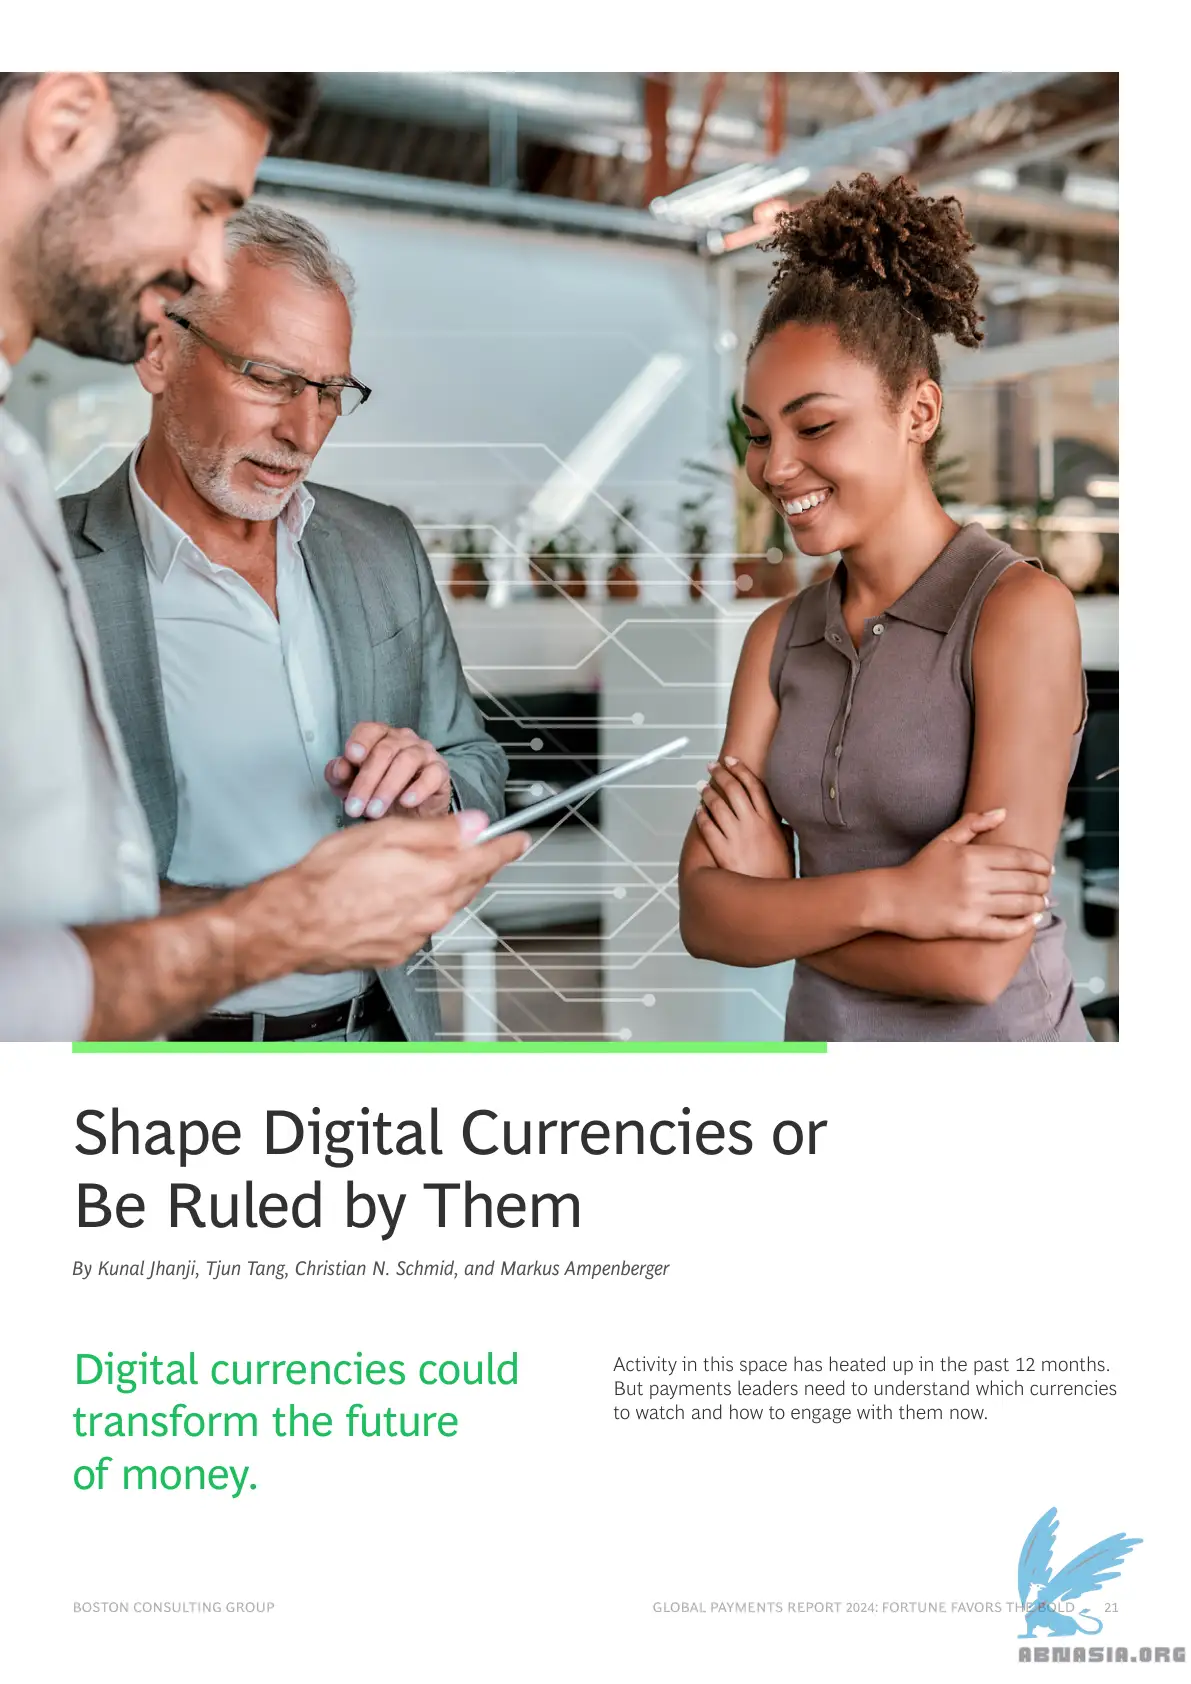 Shape Digital Currencies or
Be Ruled by Them
By Kunal Jhanji, Tjun Tang, Christian N. Schmid, and Markus Ampenberger
Digital currencies could
transform the future
of money.
Activity in this space has heated up in the past 12 months.
But payments leaders need to understand which currencies
to watch and how to engage with them now.
BOSTON CONSULTING GROUP
GLOBAL PAYMENTS REPORT 2024: FORTUNE FAVORS THE BOLD 21
ABNASIA.ORG